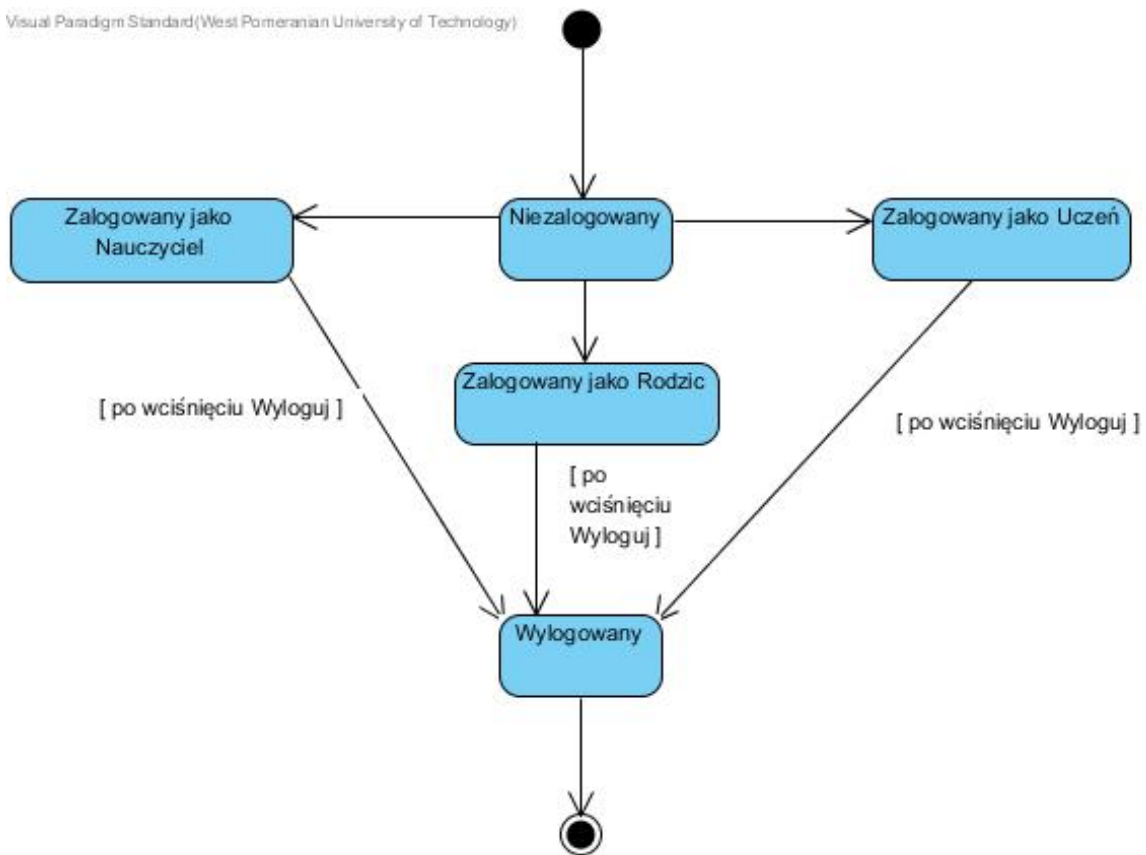 Visual Paradigm Standard(West Pomeranian University of Technology)
Zalogowany jako
Nauczyciel
Niezalogowany
Zalogowany jako Uczeń
Zalogowany jako Rodzic
[ po wciśnięciu Wyloguj ]
[ po
wciśnięciu
Wyloguj ]
[ po wciśnięciu Wyloguj ]
Wylogowany